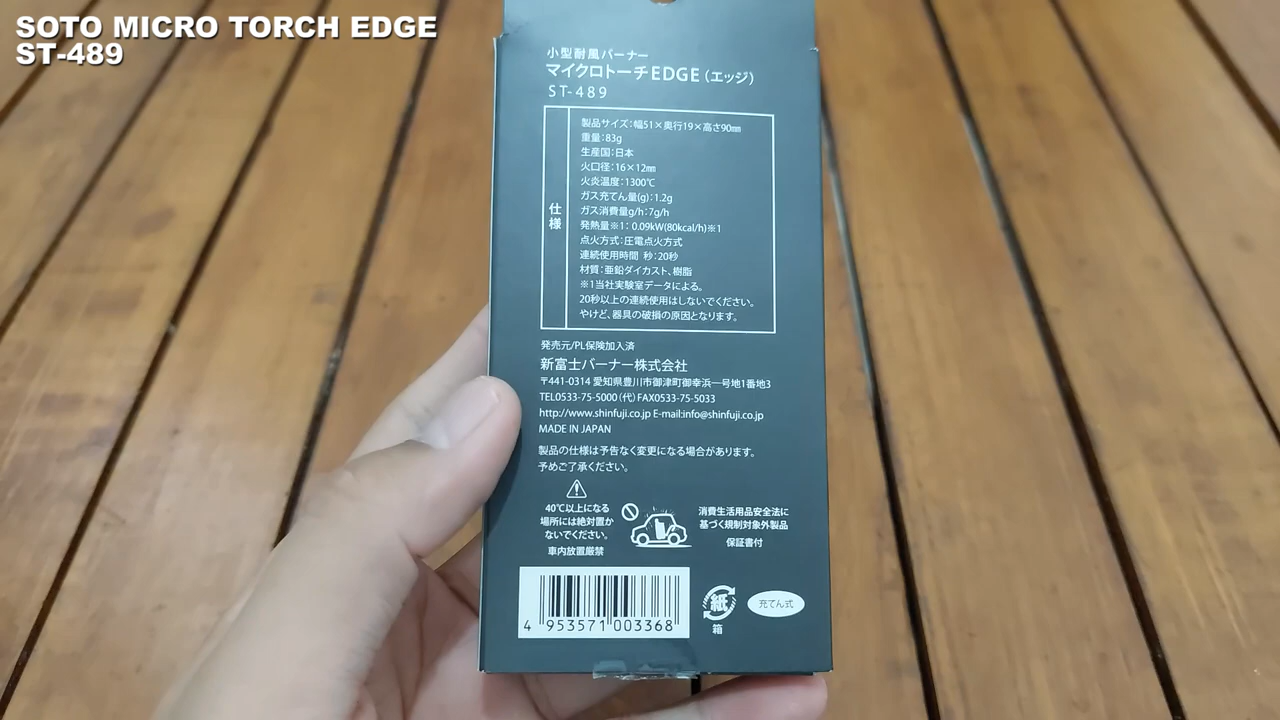 SOTO MICRO TORCH EDGE
ST-489
小型耐風バーナー
マイクロトーチEDGE(エッジ)
ST-489
仕様
製品サイズ:幅51×奥行19×高さ90㎜
重量:83g
生産国:日本
火口径:16×12㎜
火炎温度:1300℃
ガス充てん量(g):1.2g
ガス消費量g/h:7g/h
発熱量※1: 0.09kW(80kcal/h)※1
点火方式:圧電点火方式
連続使用時間 秒:20秒
材質:亜鉛ダイカスト、樹脂
※1当社実験室データによる。
20秒以上の連続使用はしないでください。
やけど、器具の破損の原因となります。
発売元/PL保険加入済
新富士バーナー株式会社
〒441-0314 愛知県豊川市御津町御幸浜一号地1番地3
TEL0533-75-5000(代)FAX0533-75-5033
http://www.shinfuji.co.jp E-mail:info@shinfuji.co.jp
MADE IN JAPAN
製品の仕様は予告なく変更になる場合があります。
予めご了承ください。
40℃以上になる
場所には絶対置か
ないでください。
車内放置厳禁
消費生活用品安全法に
基づく規制対象外製品
保証書付
4 953571 003368
紙
箱
充てん式